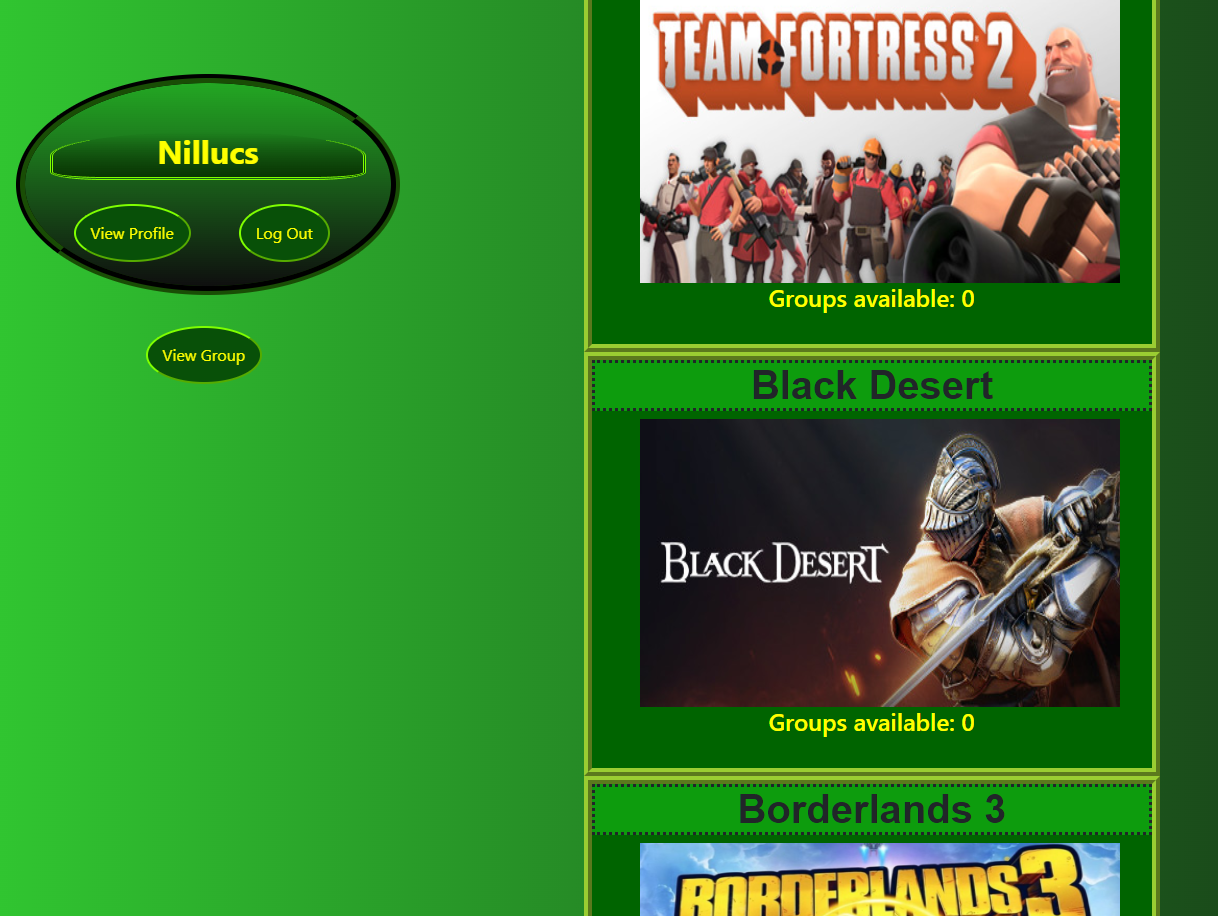 Nillucs
View Profile
Log Out
View Group
TEAM FORTRESS 2
Groups available: 0
Black Desert
BLACK DESERT
Groups available: 0
Borderlands 3
BORDERLANDS 3